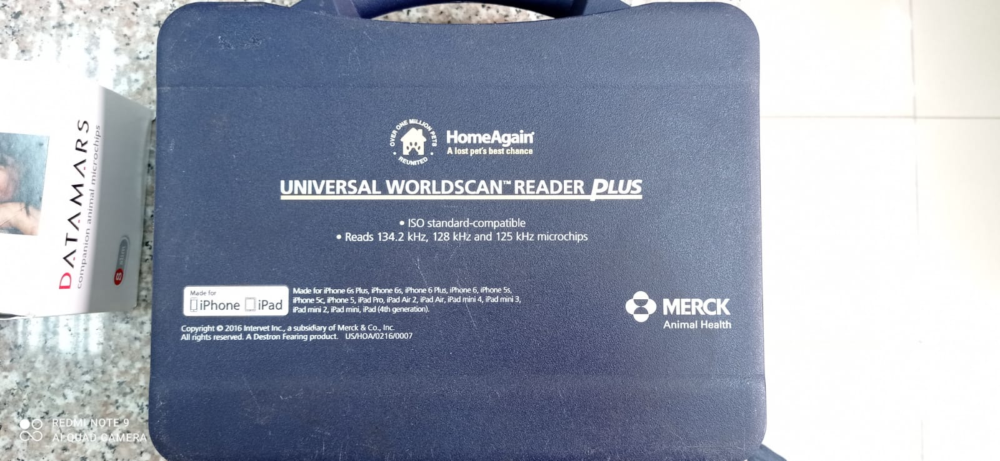 DATAMARS
companion animal microchips
S slim
OVER ONE MILLION PETS
• REUNITED •
HomeAgain®
A lost pet's best chance
UNIVERSAL WORLDSCAN™ READER PLUS
• ISO standard-compatible
• Reads 134.2 kHz, 128 kHz and 125 kHz microchips
Made for
iPhone iPad
Made for iPhone 6s Plus, iPhone 6s, iPhone 6 Plus, iPhone 6, iPhone 5s,
iPhone 5c, iPhone 5, iPad Pro, iPad Air 2, iPad Air, iPad mini 4, iPad mini 3,
iPad mini 2, iPad mini, iPad (4th generation).
Copyright © 2016 Intervet Inc., a subsidiary of Merck & Co., Inc.
All rights reserved. A Destron Fearing product. US/HOA/0216/0007
MERCK
Animal Health
REDMI NOTE 9
AI QUAD CAMERA